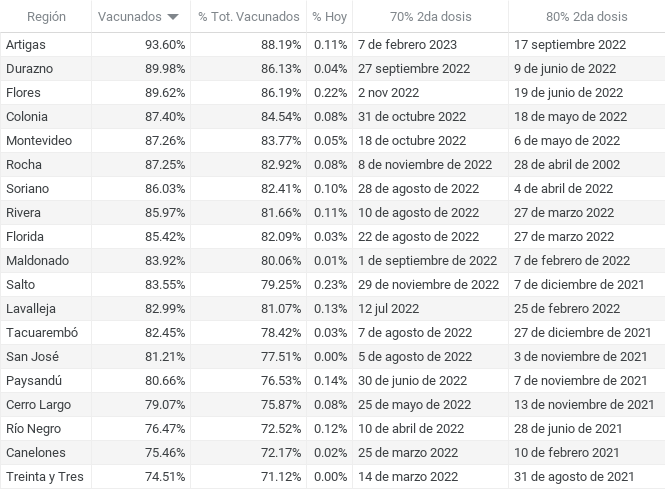 Región Vacunados % Tot. Vacunados % Hoy 70% 2da dosis 80% 2da dosis
Artigas 93.60% 88.19% 0.11% 7 de febrero 2023 17 septiembre 2022
Durazno 89.98% 86.13% 0.04% 27 septiembre 2022 9 de junio de 2022
Flores 89.62% 86.19% 0.22% 2 nov 2022 19 de junio de 2022
Colonia 87.40% 84.54% 0.08% 31 de octubre 2022 18 de mayo de 2022
Montevideo 87.26% 83.77% 0.05% 18 de octubre 2022 6 de mayo de 2022
Rocha 87.25% 82.92% 0.08% 8 de noviembre de 2022 28 de abril de 2002
Soriano 86.03% 82.41% 0.10% 28 de agosto de 2022 4 de abril de 2022
Rivera 85.97% 81.66% 0.11% 10 de agosto de 2022 27 de marzo 2022
Florida 85.42% 82.09% 0.03% 22 de agosto de 2022 27 de marzo 2022
Maldonado 83.92% 80.06% 0.01% 1 de septiembre de 2022 7 de febrero de 2022
Salto 83.55% 79.25% 0.23% 29 de noviembre de 2022 7 de diciembre de 2021
Lavalleja 82.99% 81.07% 0.13% 12 jul 2022 25 de febrero 2022
Tacuarembó 82.45% 78.42% 0.03% 7 de agosto de 2022 27 de diciembre de 2021
San José 81.21% 77.51% 0.00% 5 de agosto de 2022 3 de noviembre de 2021
Paysandú 80.66% 76.53% 0.14% 30 de junio de 2022 7 de noviembre de 2021
Cerro Largo 79.07% 75.87% 0.08% 25 de mayo de 2022 13 de noviembre de 2021
Río Negro 76.47% 72.52% 0.12% 10 de abril de 2022 28 de junio de 2021
Canelones 75.46% 72.17% 0.02% 25 de marzo de 2022 10 de febrero 2021
Treinta y Tres 74.51% 71.12% 0.00% 14 de marzo de 2022 31 de agosto de 2021